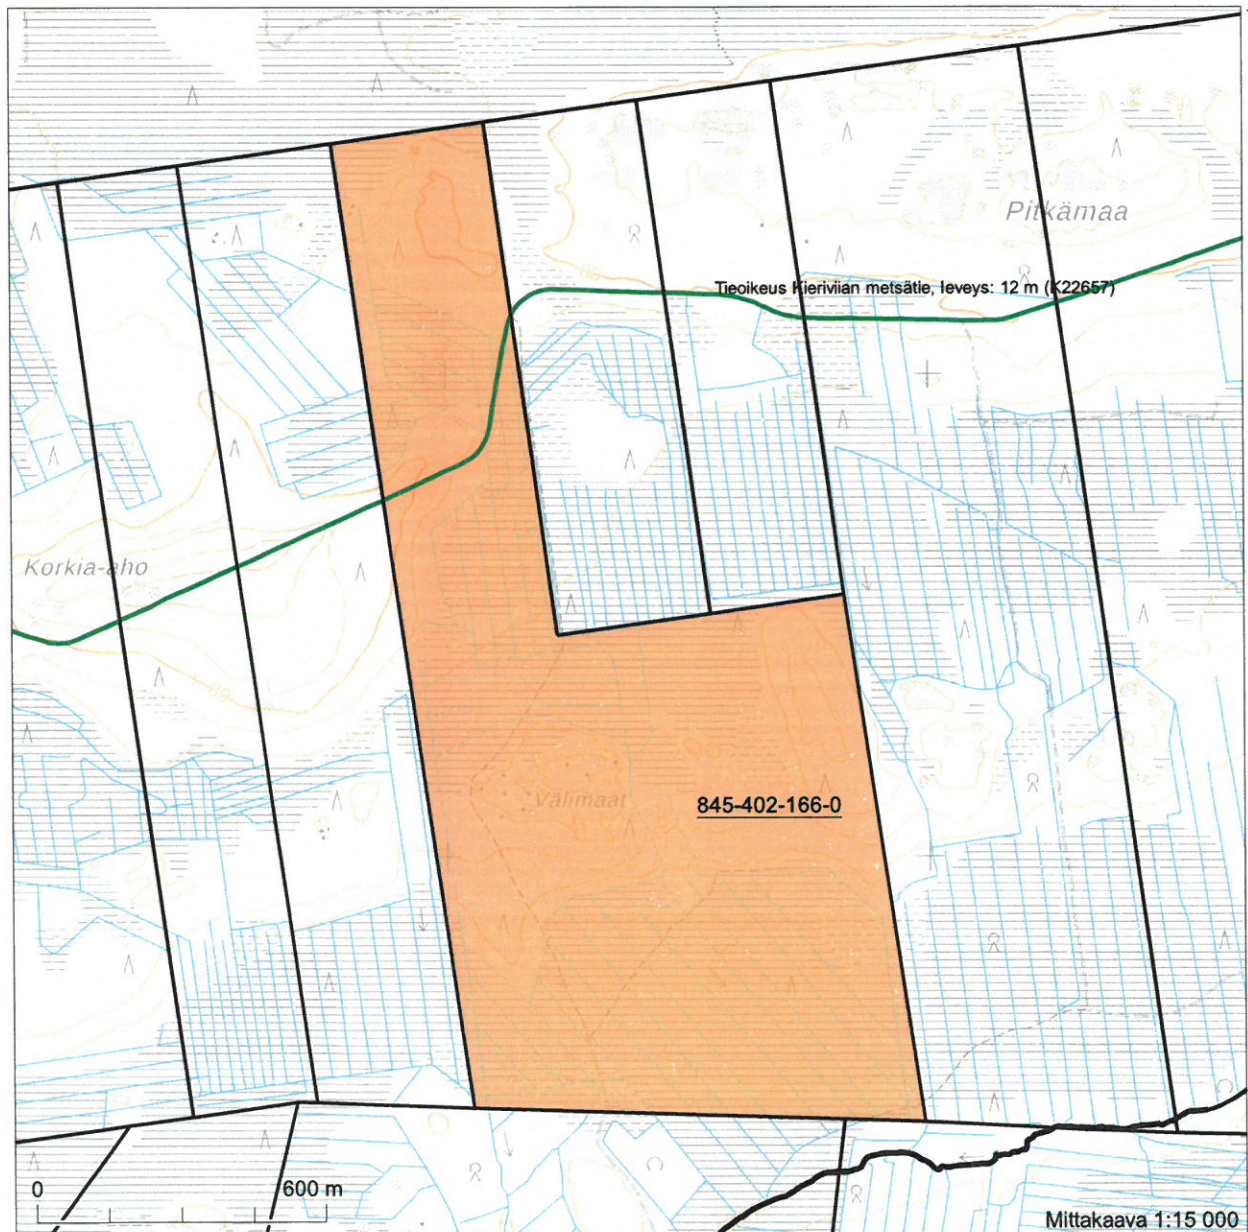 Pitkämaa
Tieoikeus Kieriviian metsätie, leveys: 12 m (K22657)
Korkia-aho
Välimaat
845-402-166-0
0 600 m
Mittakaava 1:15 000